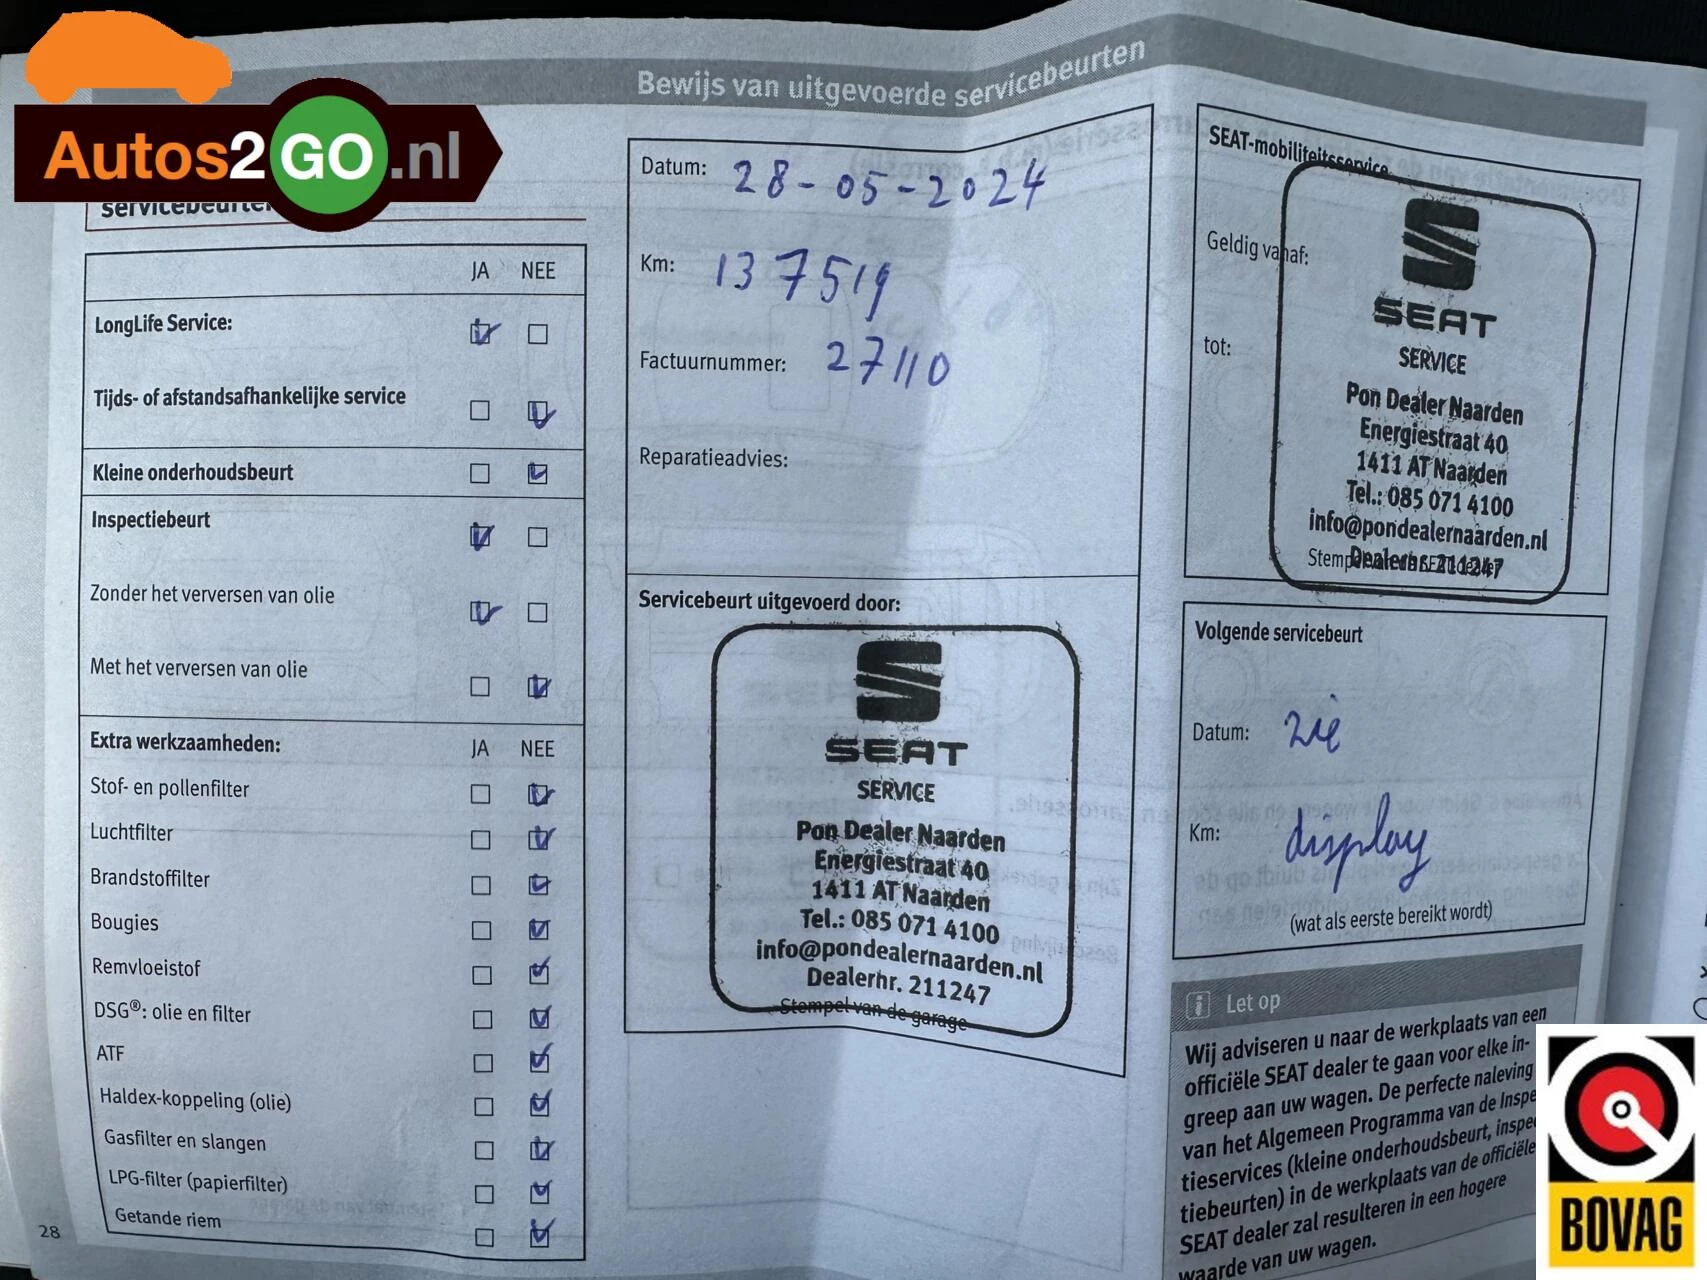 Autos2GO.nl
Bewijs van uitgevoerde servicebeurten
servicebeurten
JA NEE
LongLife Service:
Tijds- of afstandsafhankelijke service
Kleine onderhoudsbeurt
Inspectiebeurt
Zonder het verversen van olie
Met het verversen van olie
Extra werkzaamheden: JA NEE
Stof- en pollenfilter
Luchtfilter
Brandstoffilter
Bougies
Remvloeistof
DSG®: olie en filter
ATF
Haldex-koppeling (olie)
Gasfilter en slangen
LPG-filter (papierfilter)
Getande riem
28
Datum: 28-05-2024
Km: 137519
Factuurnummer: 27110
Reparatieadvies:
Servicebeurt uitgevoerd door:
SEAT
SERVICE
Pon Dealer Naarden
Energiestraat 40
1411 AT Naarden
Tel.: 085 071 4100
info@pondealernaarden.nl
Dealernr. 211247
Stempel van de garage
SEAT-mobiliteitsservice
Geldig vanaf:
tot:
SEAT
SERVICE
Pon Dealer Naarden
Energiestraat 40
1411 AT Naarden
Tel.: 085 071 4100
info@pondealernaarden.nl
Dealernr. 211247
Volgende servicebeurt
Datum: zie
Km: display
(wat als eerste bereikt wordt)
i Let op
Wij adviseren u naar de werkplaats van een
officiële SEAT dealer te gaan voor elke in-
greep aan uw wagen. De perfecte naleving
van het Algemeen Programma van de Inspe
tieservices (kleine onderhoudsbeurt, inspec
tiebeurten) in de werkplaats van de officiële
SEAT dealer zal resulteren in een hogere
waarde van uw wagen.
BOVAG